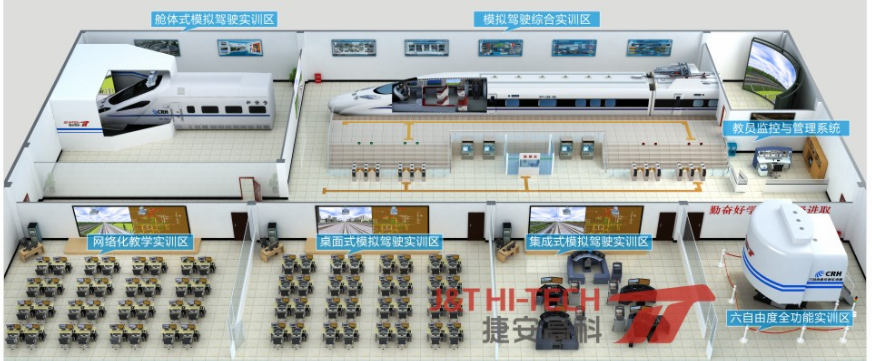 舱体式模拟驾驶实训区
模拟驾驶综合实训区
CRH
教员监控与管理系统
勤奋好学
进取
网络化教学实训区
桌面式模拟驾驶实训区
集成式模拟驾驶实训区
CRH
J&T HI-TECH
捷安高科
六自由度全功能实训区